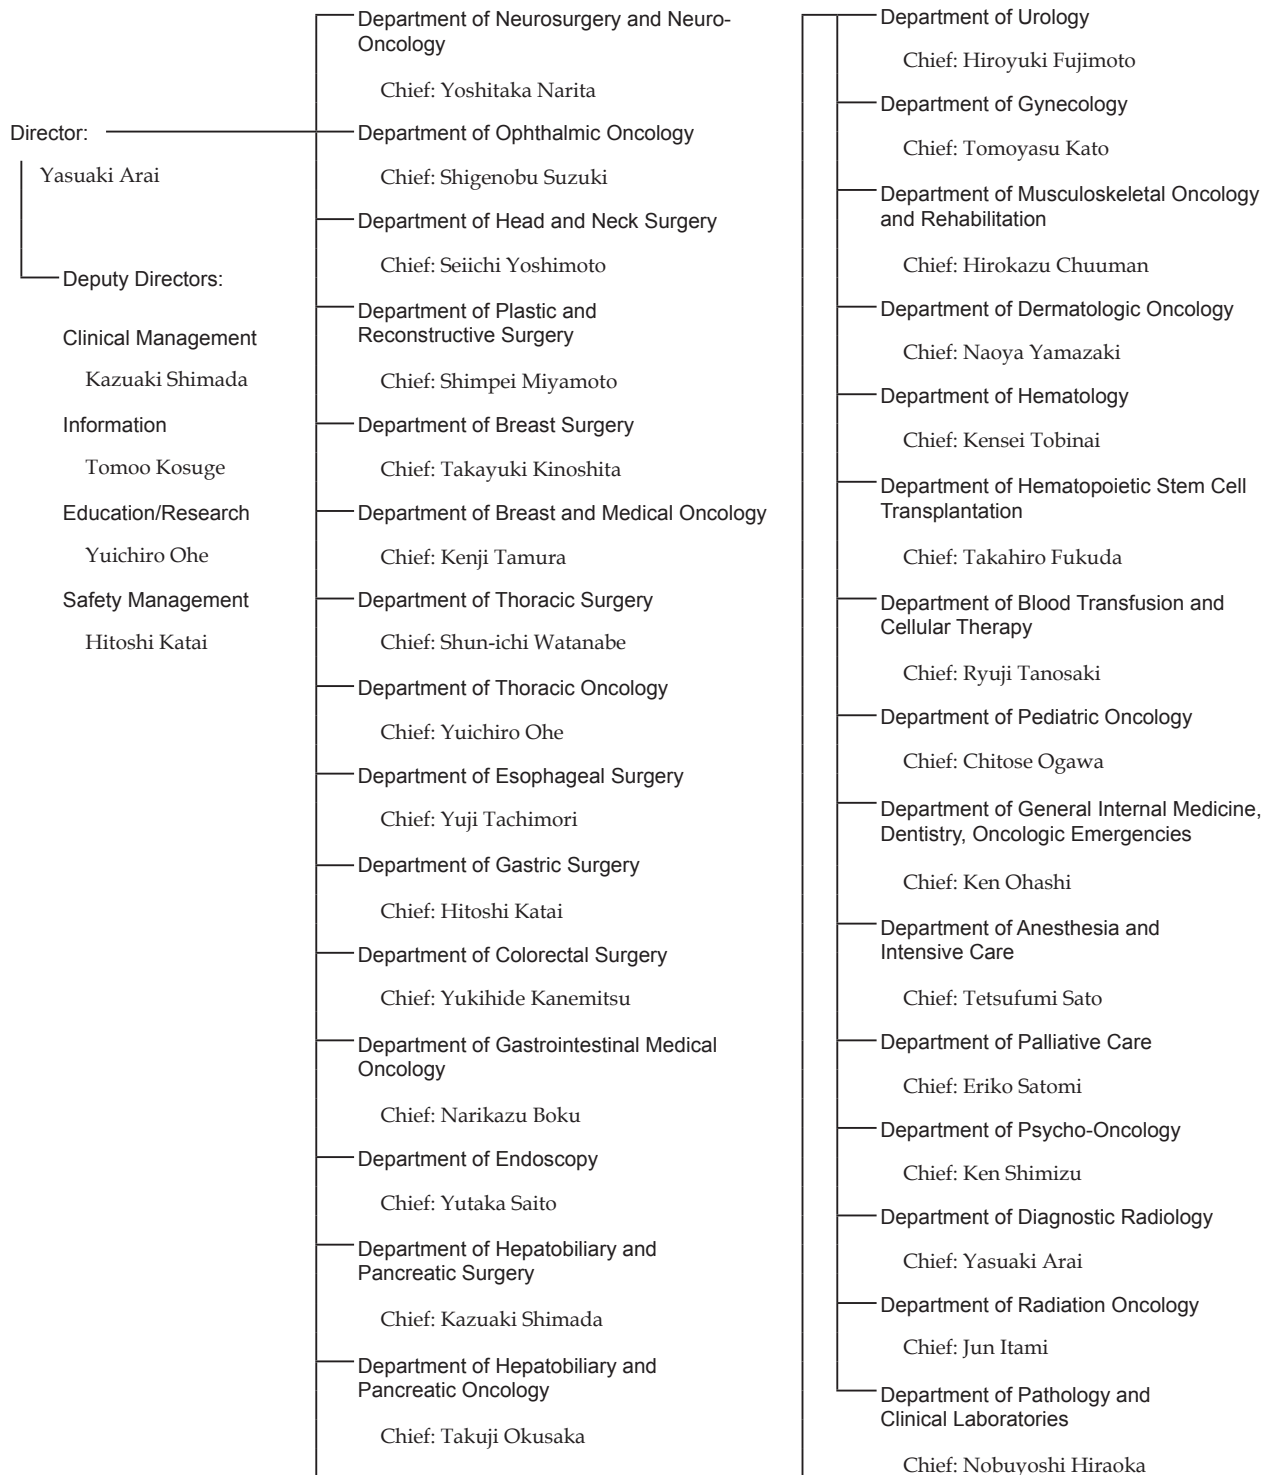 Director:
Yasuaki Arai
Deputy Directors:
Clinical Management
Kazuaki Shimada
Information
Tomoo Kosuge
Education/Research
Yuichiro Ohe
Safety Management
Hitoshi Katai
Department of Neurosurgery and Neuro-
Oncology
Chief: Yoshitaka Narita
Department of Ophthalmic Oncology
Chief: Shigenobu Suzuki
Department of Head and Neck Surgery
Chief: Seiichi Yoshimoto
Department of Plastic and
Reconstructive Surgery
Chief: Shimpei Miyamoto
Department of Breast Surgery
Chief: Takayuki Kinoshita
Department of Breast and Medical Oncology
Chief: Kenji Tamura
Department of Thoracic Surgery
Chief: Shun-ichi Watanabe
Department of Thoracic Oncology
Chief: Yuichiro Ohe
Department of Esophageal Surgery
Chief: Yuji Tachimori
Department of Gastric Surgery
Chief: Hitoshi Katai
Department of Colorectal Surgery
Chief: Yukihide Kanemitsu
Department of Gastrointestinal Medical
Oncology
Chief: Narikazu Boku
Department of Endoscopy
Chief: Yutaka Saito
Department of Hepatobiliary and
Pancreatic Surgery
Chief: Kazuaki Shimada
Department of Hepatobiliary and
Pancreatic Oncology
Chief: Takuji Okusaka
Department of Urology
Chief: Hiroyuki Fujimoto
Department of Gynecology
Chief: Tomoyasu Kato
Department of Musculoskeletal Oncology
and Rehabilitation
Chief: Hirokazu Chuuman
Department of Dermatologic Oncology
Chief: Naoya Yamazaki
Department of Hematology
Chief: Kensei Tobinai
Department of Hematopoietic Stem Cell
Transplantation
Chief: Takahiro Fukuda
Department of Blood Transfusion and
Cellular Therapy
Chief: Ryuji Tanosaki
Department of Pediatric Oncology
Chief: Chitose Ogawa
Department of General Internal Medicine,
Dentistry, Oncologic Emergencies
Chief: Ken Ohashi
Department of Anesthesia and
Intensive Care
Chief: Tetsufumi Sato
Department of Palliative Care
Chief: Eriko Satomi
Department of Psycho-Oncology
Chief: Ken Shimizu
Department of Diagnostic Radiology
Chief: Yasuaki Arai
Department of Radiation Oncology
Chief: Jun Itami
Department of Pathology and
Clinical Laboratories
Chief: Nobuyoshi Hiraoka